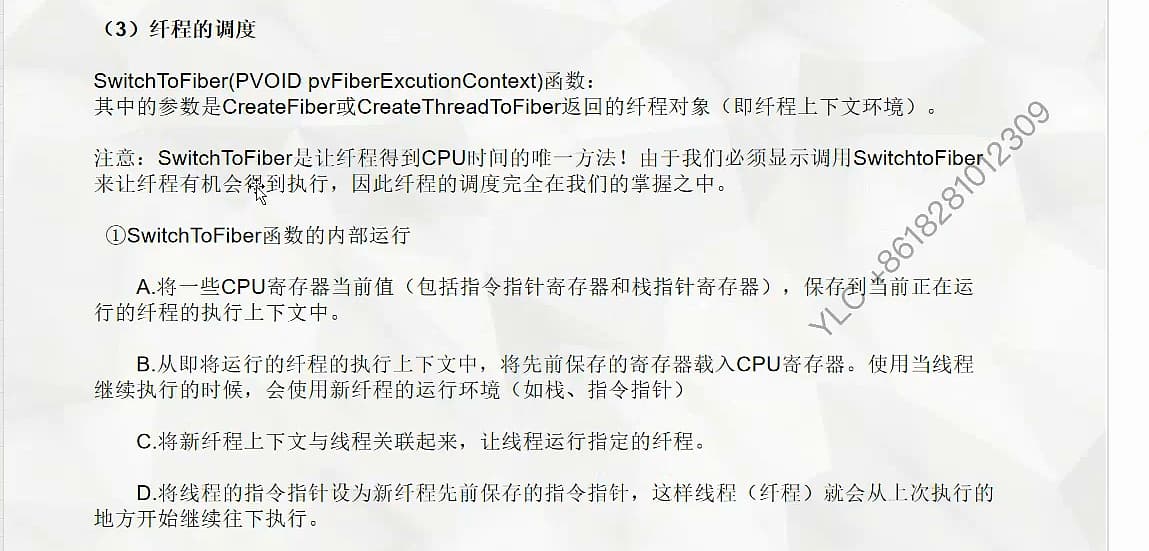 （3）纤程的调度
SwitchToFiber(PVOID pvFiberExcutionContext)函数：
其中的参数是CreateFiber或CreateThreadToFiber返回的纤程对象（即纤程上下文环境）。
注意：SwitchToFiber是让纤程得到CPU时间的唯一方法！由于我们必须显示调用SwitchtoFiber
来让纤程有机会得到执行，因此纤程的调度完全在我们的掌握之中。
①SwitchToFiber函数的内部运行
A.将一些CPU寄存器当前值（包括指令指针寄存器和栈指针寄存器），保存到当前正在运
行的纤程的执行上下文中。
B.从即将运行的纤程的执行上下文中，将先前保存的寄存器载入CPU寄存器。使用当线程
继续执行的时候，会使用新纤程的运行环境（如栈、指令指针）
C.将新纤程上下文与线程关联起来，让线程运行指定的纤程。
D.将线程的指令指针设为新纤程先前保存的指令指针，这样线程（纤程）就会从上次执行的
地方开始继续往下执行。
YLO +8618281012309